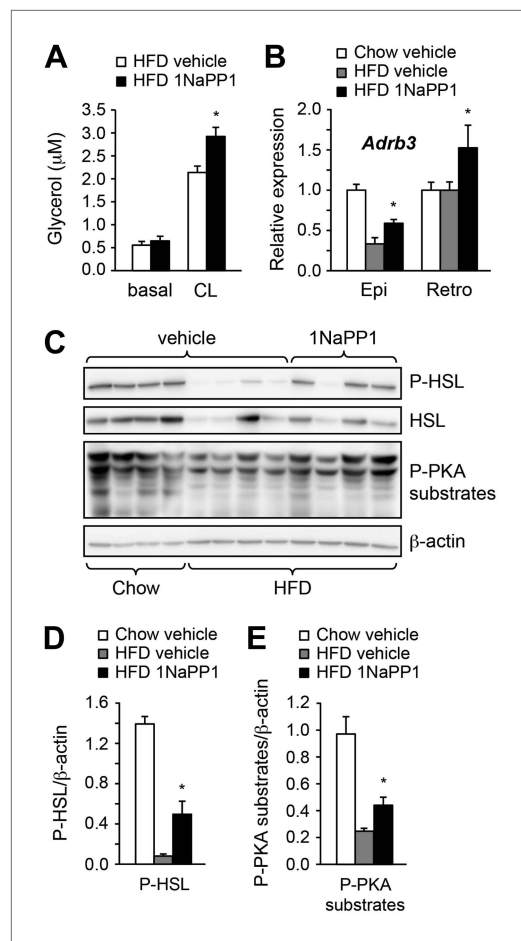 A
HFD vehicle
HFD 1NaPP1
Glycerol (μM)
3.5
3.0
2.5
2.0
1.5
1.0
0.5
0.0
*
basal CL
B
Chow vehicle
HFD vehicle
HFD 1NaPP1
Relative expression
2.0
1.5
1.0
0.5
0.0
Adrb3
*
*
Epi Retro
C
vehicle 1NaPP1
P-HSL
HSL
P-PKA
substrates
β-actin
Chow HFD
D
Chow vehicle
HFD vehicle
HFD 1NaPP1
P-HSL/β-actin
1.6
1.2
0.8
0.4
0.0
*
P-HSL
E
Chow vehicle
HFD vehicle
HFD 1NaPP1
P-PKA substrates/β-actin
1.2
1.0
0.8
0.6
0.4
0.2
0.0
*
P-PKA
substrates